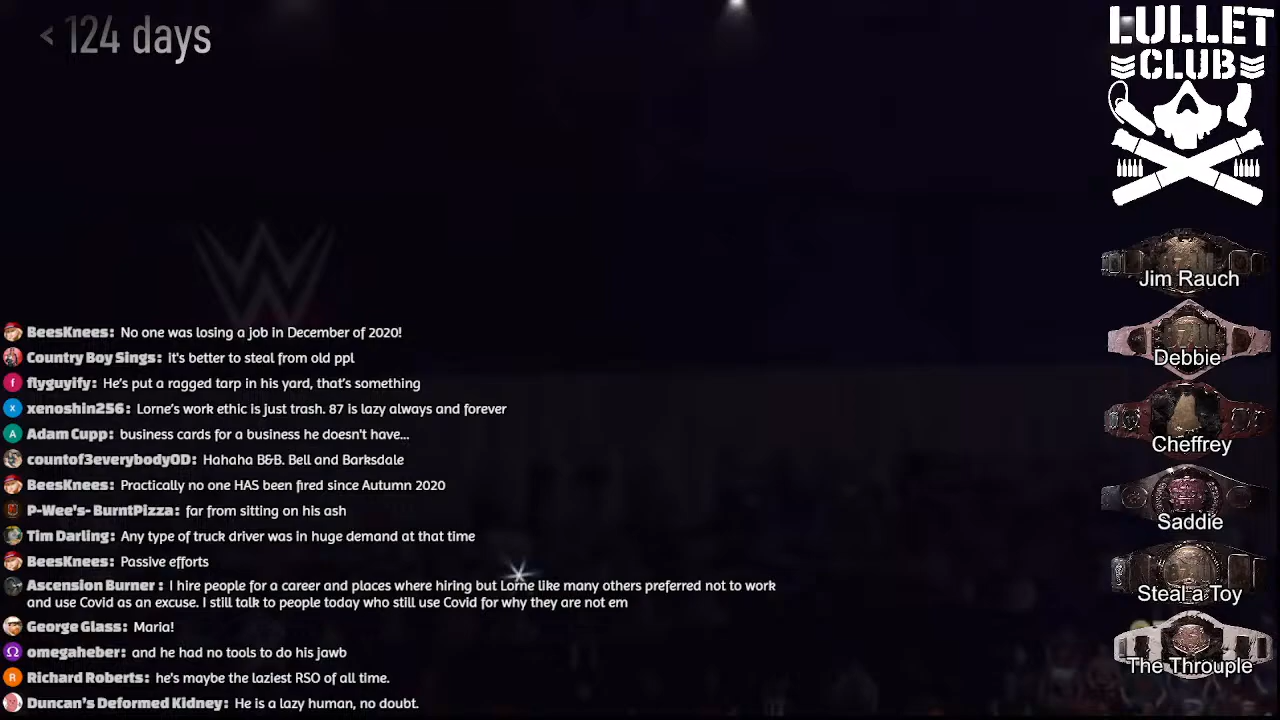 < 124 days
LULLET
CLUB
Jim Rauch
Debbie
Cheffrey
Saddie
Steal a Toy
The Throuple
BeesKnees: No one was losing a job in December of 2020!
Country Boy Sings: it's better to steal from old ppl
f flyguyify: He's put a ragged tarp in his yard, that's something
X xenoshin256: Lorne's work ethic is just trash. 87 is lazy always and forever
A Adam Cupp: business cards for a business he doesn't have...
countof3everybodyOD: Hahaha B&B. Bell and Barksdale
BeesKnees: Practically no one HAS been fired since Autumn 2020
P-Wee's- BurntPizza: far from sitting on his ash
Tim Darling: Any type of truck driver was in huge demand at that time
BeesKnees: Passive efforts
Ascension Burner : I hire people for a career and places where hiring but Lorne like many others preferred not to work
and use Covid as an excuse. I still talk to people today who still use Covid for why they are not em
George Glass: Maria!
Ω omegaheber: and he had no tools to do his jawb
R Richard Roberts: he's maybe the laziest RSO of all time.
Duncan's Deformed Kidney: He is a lazy human, no doubt.